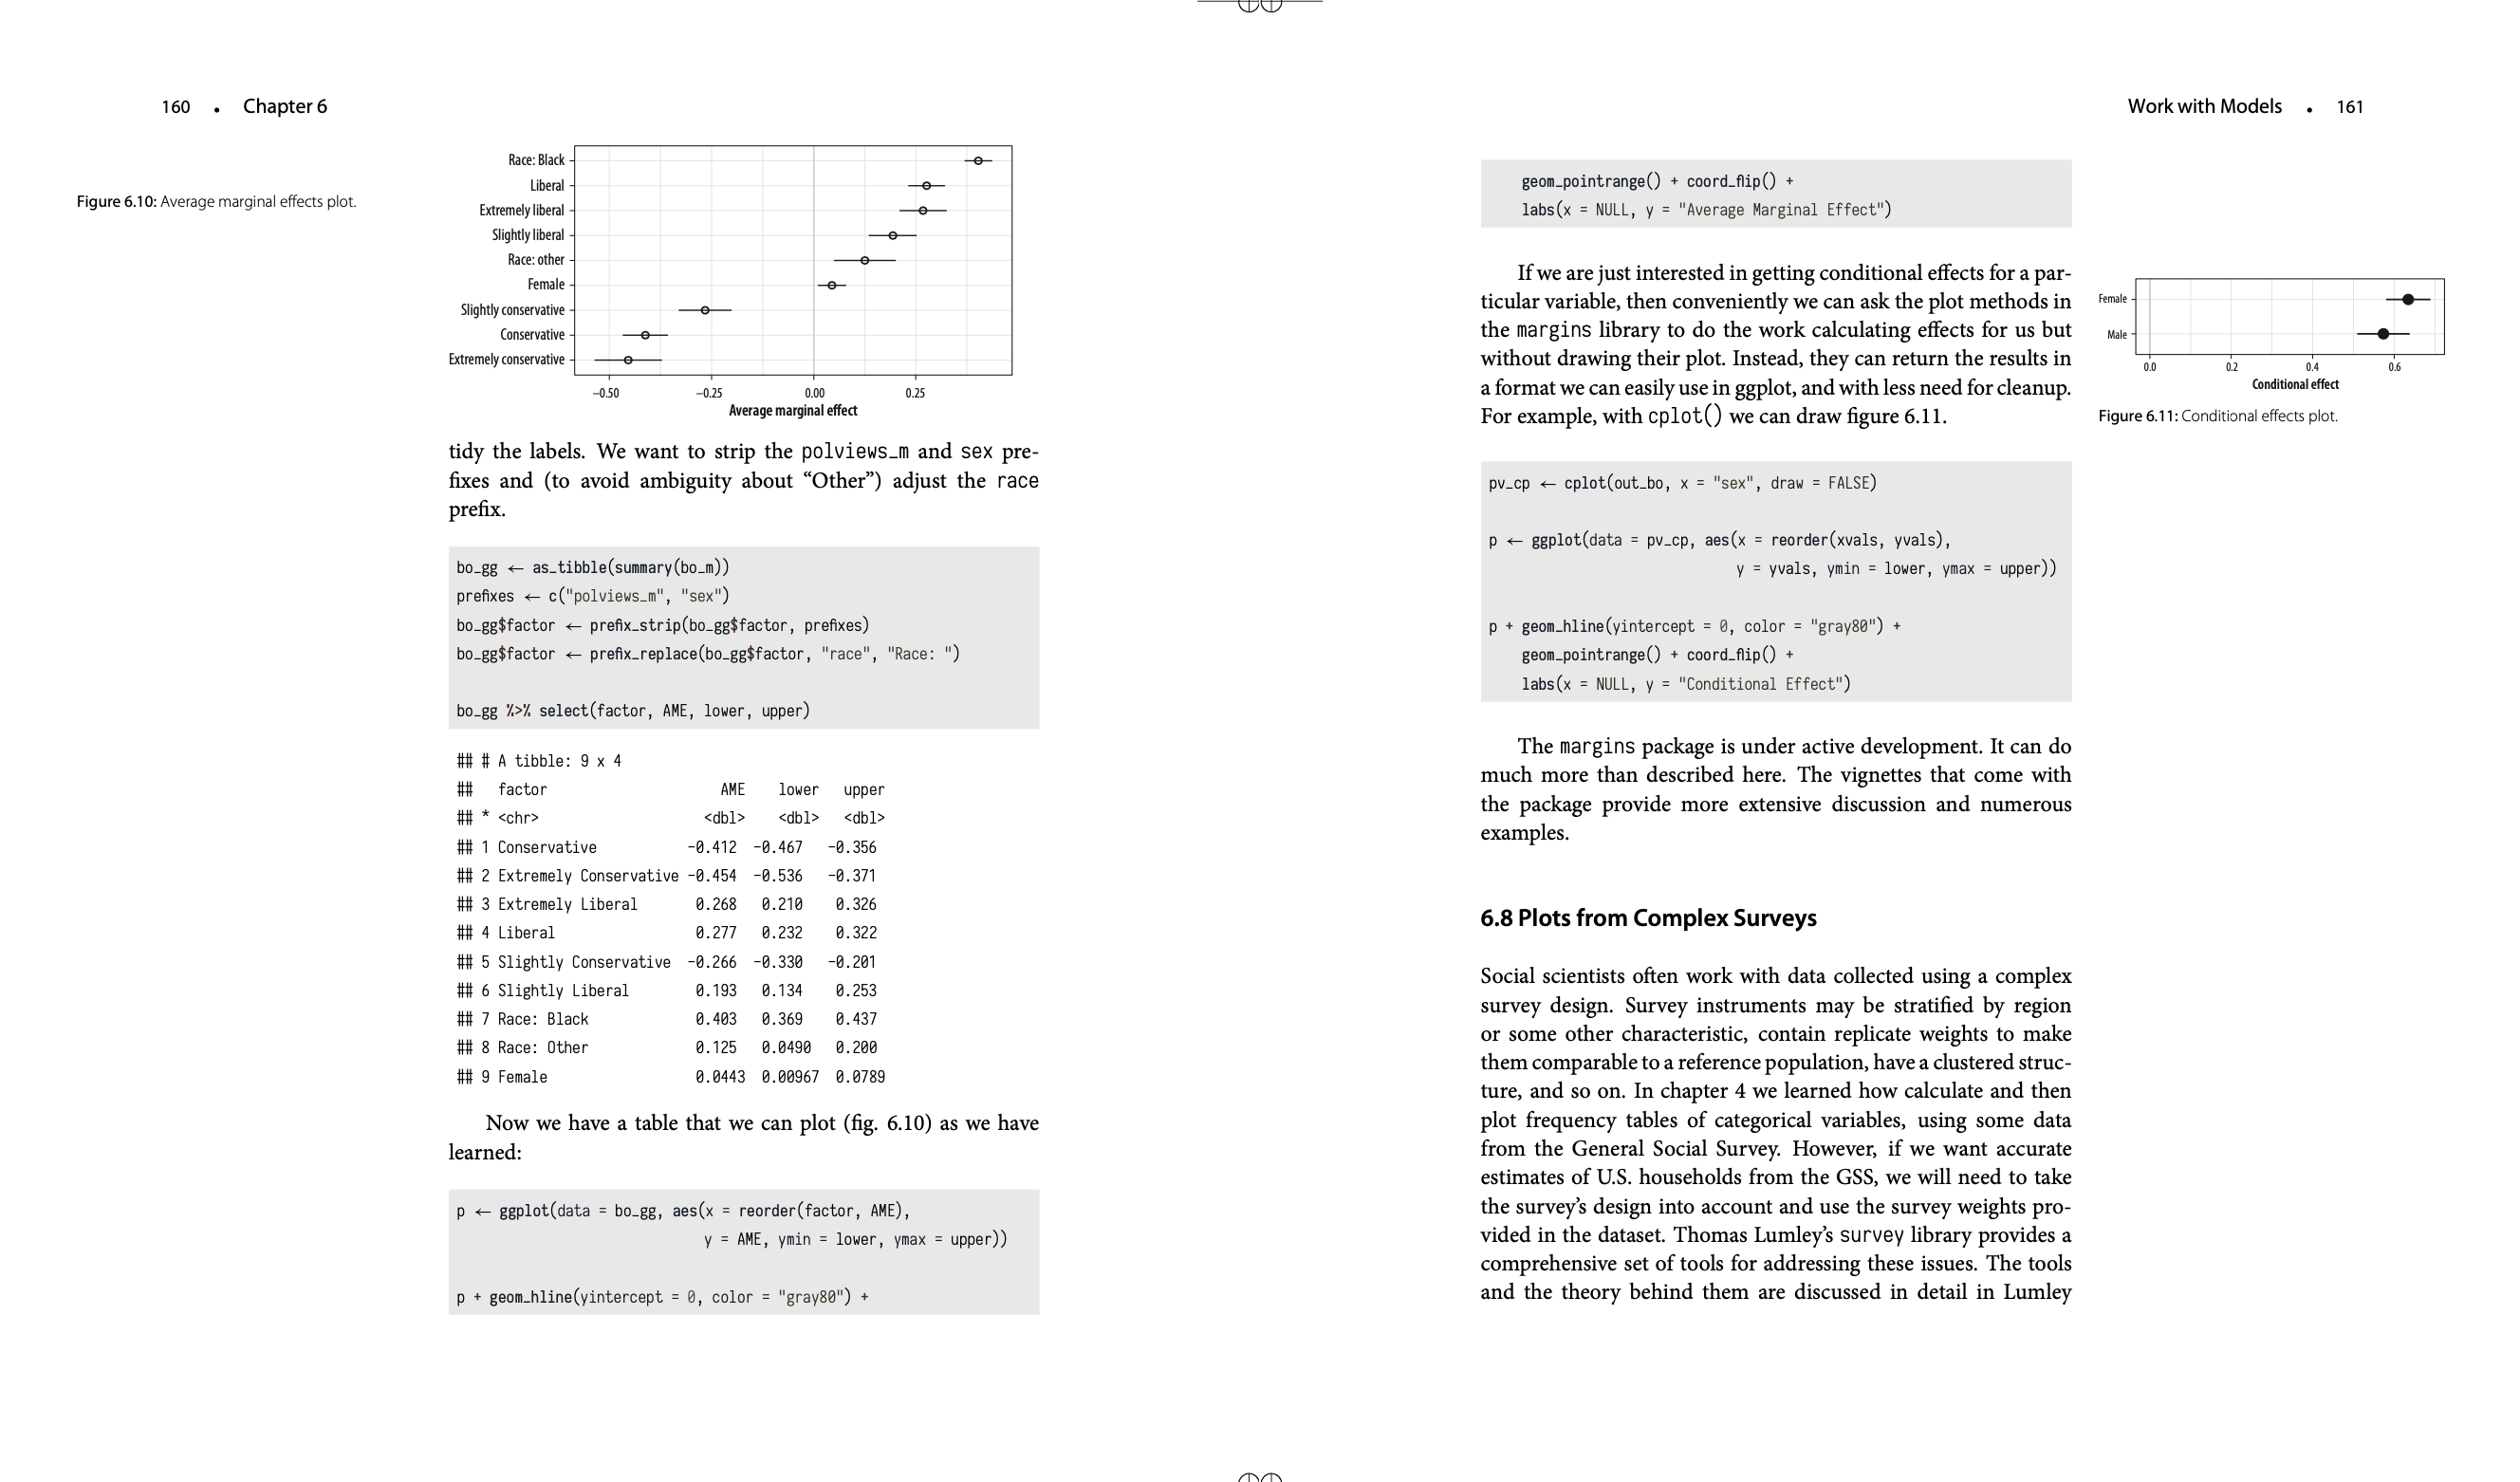 160 • Chapter 6
Figure 6.10: Average marginal effects plot.
Race: Black
Liberal
Extremely liberal
Slightly liberal
Race: other
Female
Slightly conservative
Conservative
Extremely conservative
–0.50 –0.25 0.00 0.25
Average marginal effect
tidy the labels. We want to strip the polviews_m and sex pre-
fixes and (to avoid ambiguity about “Other”) adjust the race
prefix.
bo_gg ← as_tibble(summary(bo_m))
prefixes ← c("polviews_m", "sex")
bo_gg$factor ← prefix_strip(bo_gg$factor, prefixes)
bo_gg$factor ← prefix_replace(bo_gg$factor, "race", "Race: ")
bo_gg %>% select(factor, AME, lower, upper)
## # A tibble: 9 x 4
##   factor                     AME    lower   upper
## * <chr>                    <dbl>    <dbl>   <dbl>
## 1 Conservative           -0.412  -0.467   -0.356
## 2 Extremely Conservative -0.454  -0.536   -0.371
## 3 Extremely Liberal       0.268   0.210    0.326
## 4 Liberal                 0.277   0.232    0.322
## 5 Slightly Conservative  -0.266  -0.330   -0.201
## 6 Slightly Liberal        0.193   0.134    0.253
## 7 Race: Black             0.403   0.369    0.437
## 8 Race: Other             0.125   0.0490   0.200
## 9 Female                  0.0443  0.00967  0.0789
Now we have a table that we can plot (fig. 6.10) as we have
learned:
p ← ggplot(data = bo_gg, aes(x = reorder(factor, AME),
y = AME, ymin = lower, ymax = upper))
p + geom_hline(yintercept = 0, color = "gray80") +
Work with Models • 161
geom_pointrange() + coord_flip() +
labs(x = NULL, y = "Average Marginal Effect")
If we are just interested in getting conditional effects for a par-
ticular variable, then conveniently we can ask the plot methods in
the margins library to do the work calculating effects for us but
without drawing their plot. Instead, they can return the results in
a format we can easily use in ggplot, and with less need for cleanup.
For example, with cplot() we can draw figure 6.11.
Female
Male
0.0 0.2 0.4 0.6
Conditional effect
Figure 6.11: Conditional effects plot.
pv_cp ← cplot(out_bo, x = "sex", draw = FALSE)
p ← ggplot(data = pv_cp, aes(x = reorder(xvals, yvals),
y = yvals, ymin = lower, ymax = upper))
p + geom_hline(yintercept = 0, color = "gray80") +
geom_pointrange() + coord_flip() +
labs(x = NULL, y = "Conditional Effect")
The margins package is under active development. It can do
much more than described here. The vignettes that come with
the package provide more extensive discussion and numerous
examples.
6.8 Plots from Complex Surveys
Social scientists often work with data collected using a complex
survey design. Survey instruments may be stratified by region
or some other characteristic, contain replicate weights to make
them comparable to a reference population, have a clustered struc-
ture, and so on. In chapter 4 we learned how calculate and then
plot frequency tables of categorical variables, using some data
from the General Social Survey. However, if we want accurate
estimates of U.S. households from the GSS, we will need to take
the survey’s design into account and use the survey weights pro-
vided in the dataset. Thomas Lumley’s survey library provides a
comprehensive set of tools for addressing these issues. The tools
and the theory behind them are discussed in detail in Lumley